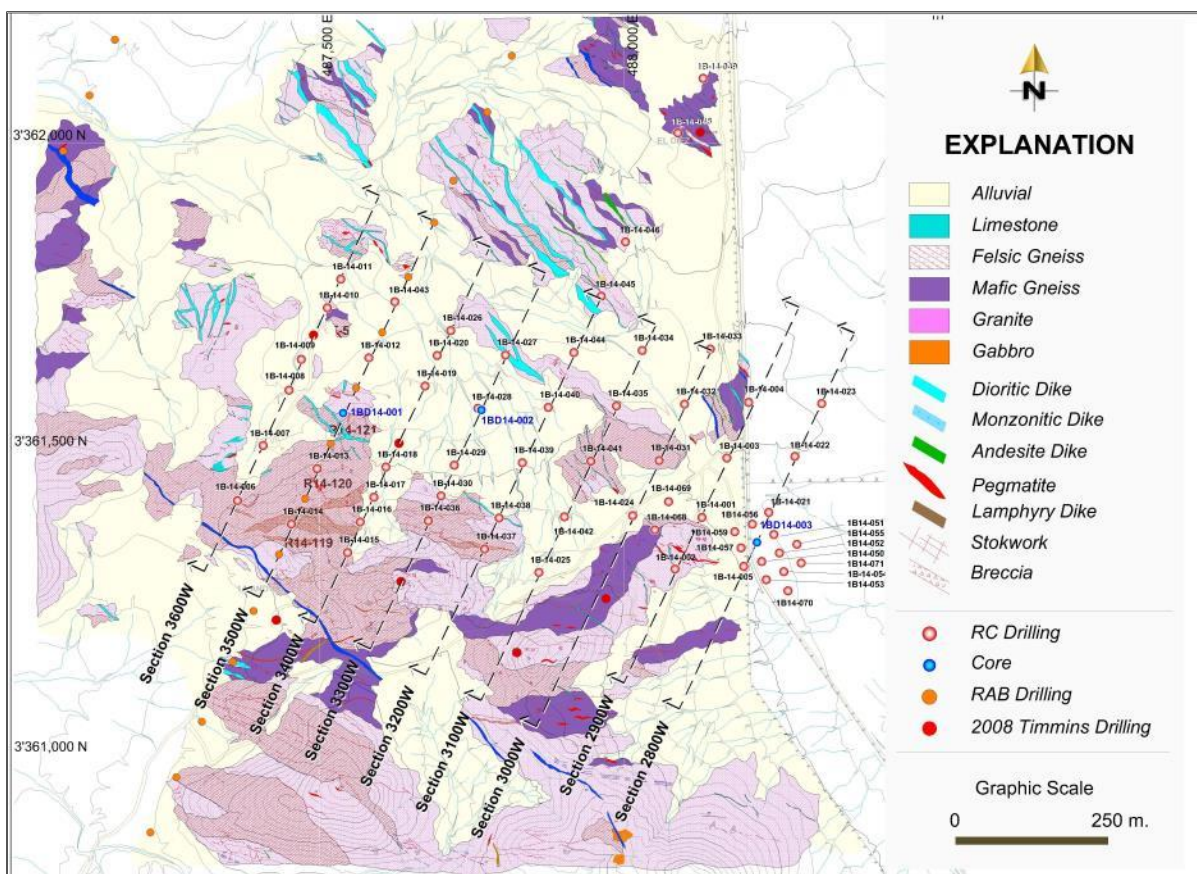 487,500 E
488,000 E
3'362,000 N
3'361,500 N
3'361,000 N
1B-14-046
1B-14-011
1B-14-010
1B-14-043
1B-14-045
1B-14-026
1B-14-044
1B-14-034
1B-14-033
1B-14-009
1B-14-012
1B-14-020
1B-14-027
1B-14-008
1B-14-019
1B-14-028
1B-14-040
1B-14-035
1B-14-032
1B-14-004
1B-14-023
1BD14-001
1BD14-002
1B-14-007
1B-14-013
1B-14-018
1B-14-029
1B-14-039
1B-14-041
1B-14-031
1B-14-003
1B-14-022
R14-120
1B-14-006
1B-14-017
1B-14-030
1B-14-069
1B-14-014
1B-14-016
1B-14-036
1B-14-038
1B-14-024
1B-14-068
1B-14-001
1B14-056
1B-14-021
1BD14-003
R14-119
1B-14-015
1B-14-037
1B-14-042
1B14-059
1B14-057
1B-14-025
1B-14-002
1B-14-005
1B14-051
1B14-055
1B14-052
1B14-050
1B14-071
1B-14-054
1B14-053
1B14-070
Section 3600W
Section 3500W
Section 3400W
Section 3300W
Section 3200W
Section 3100W
Section 3000W
Section 2900W
Section 2800W
N
EXPLANATION
Alluvial
Limestone
Felsic Gneiss
Mafic Gneiss
Granite
Gabbro
Dioritic Dike
Monzonitic Dike
Andesite Dike
Pegmatite
Lamphyry Dike
Stokwork
Breccia
RC Drilling
Core
RAB Drilling
2008 Timmins Drilling
Graphic Scale
0 250 m.